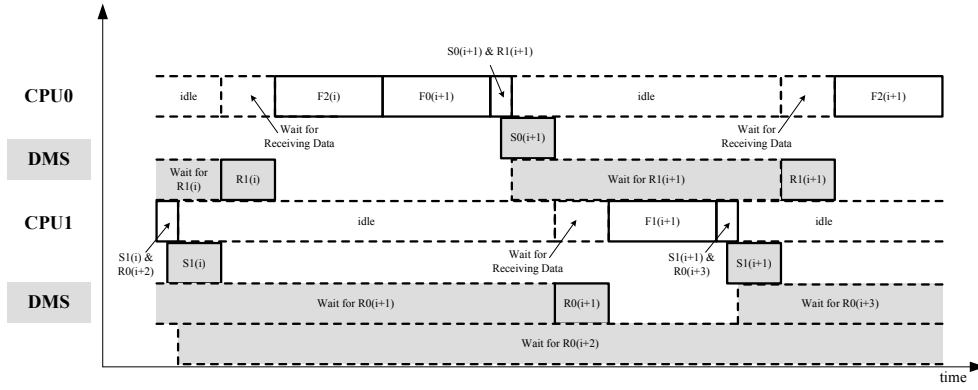 S0(i+1) & R1(i+1)
CPU0
idle
F2(i)
F0(i+1)
idle
F2(i+1)
Wait for
Receiving Data
S0(i+1)
Wait for
Receiving Data
DMS
Wait for
R1(i)
R1(i)
Wait for R1(i+1)
R1(i+1)
CPU1
idle
F1(i+1)
idle
S1(i) &
R0(i+2)
S1(i)
Wait for
Receiving Data
S1(i+1) &
R0(i+3)
S1(i+1)
DMS
Wait for R0(i+1)
R0(i+1)
Wait for R0(i+3)
Wait for R0(i+2)
time